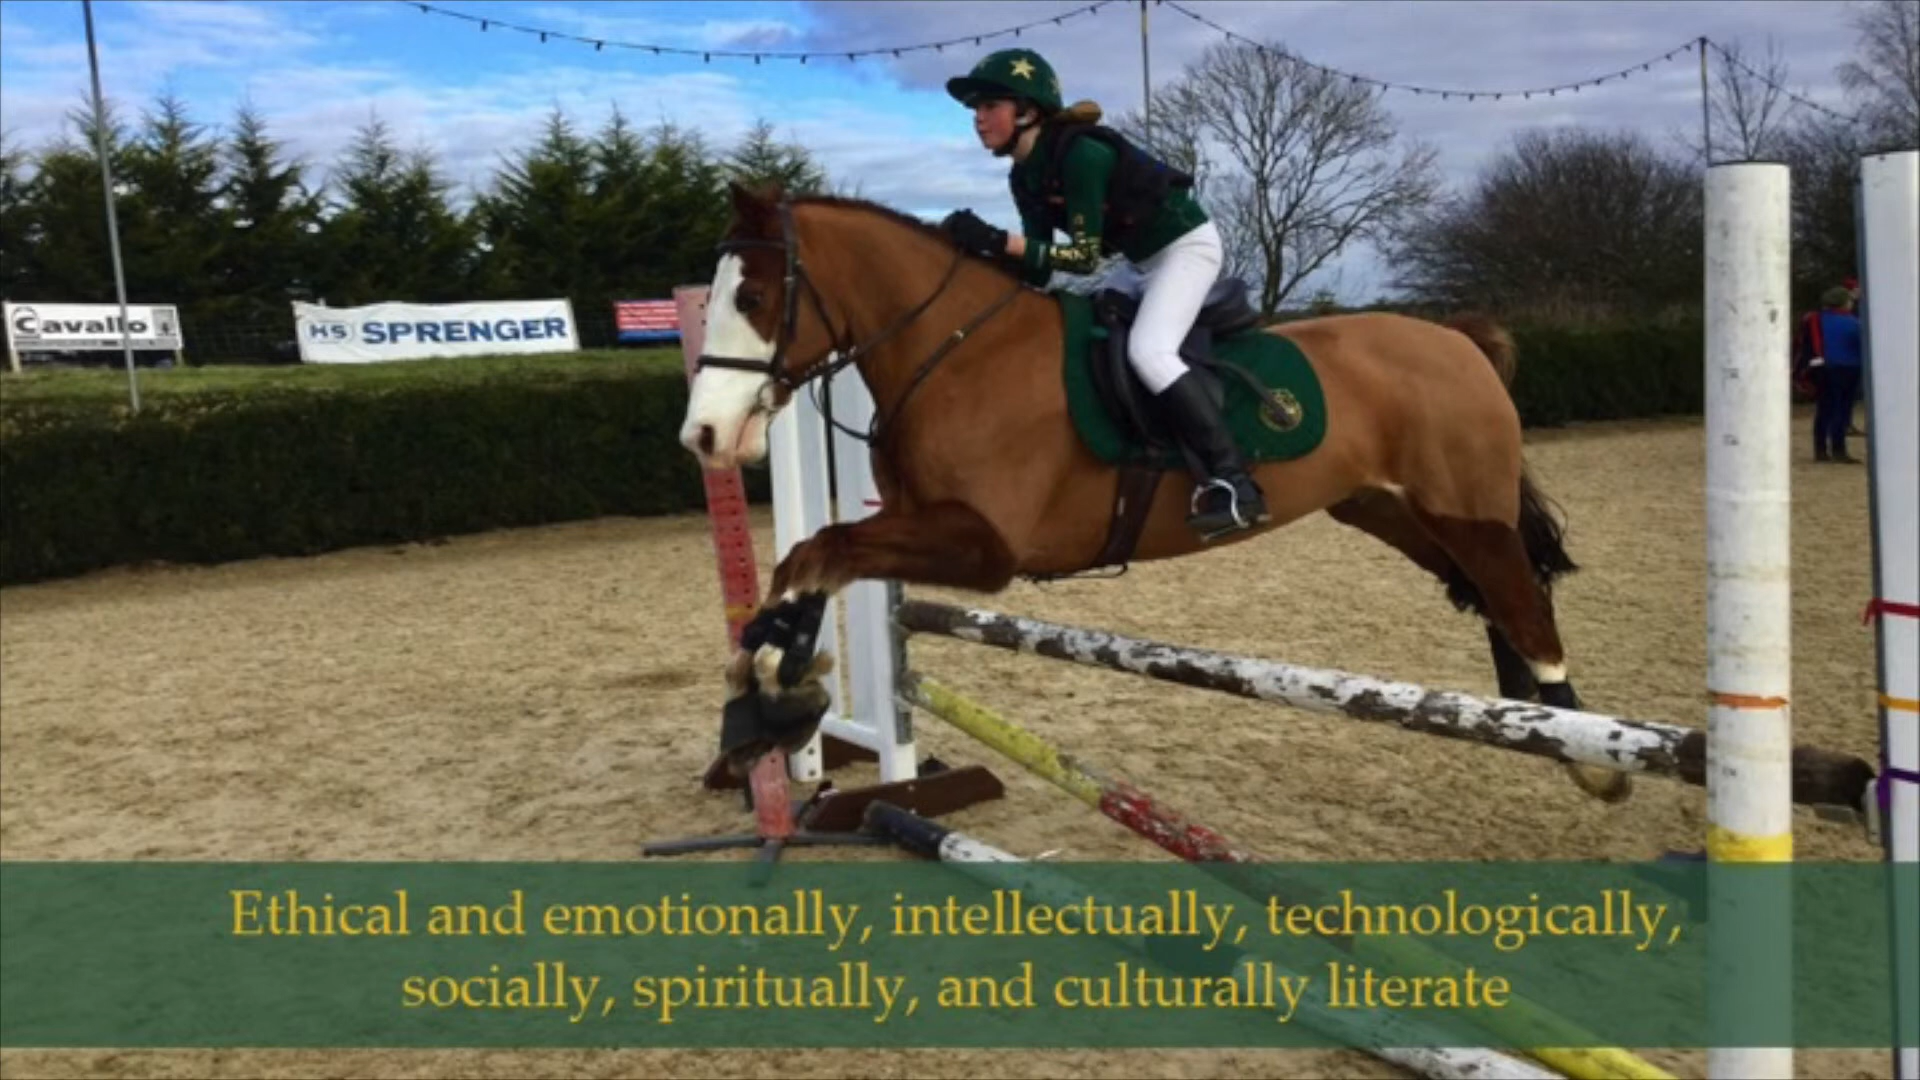 Cavallo
HS SPRENGER
Ethical and emotionally, intellectually, technologically,
socially, spiritually, and culturally literate